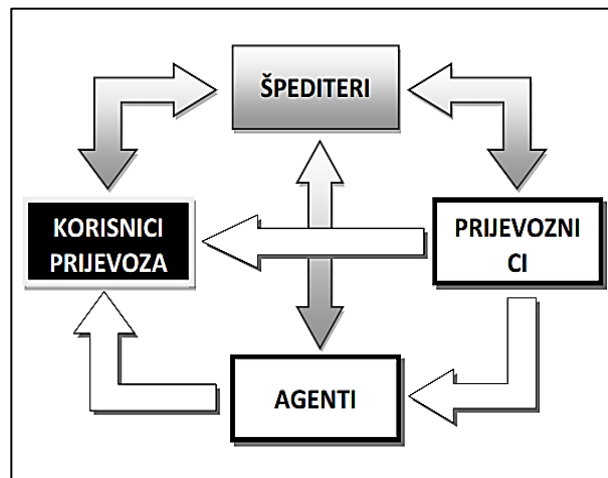 ŠPEDITERI
KORISNICI
PRIJEVOZA
PRIJEVOZNI
CI
AGENTI